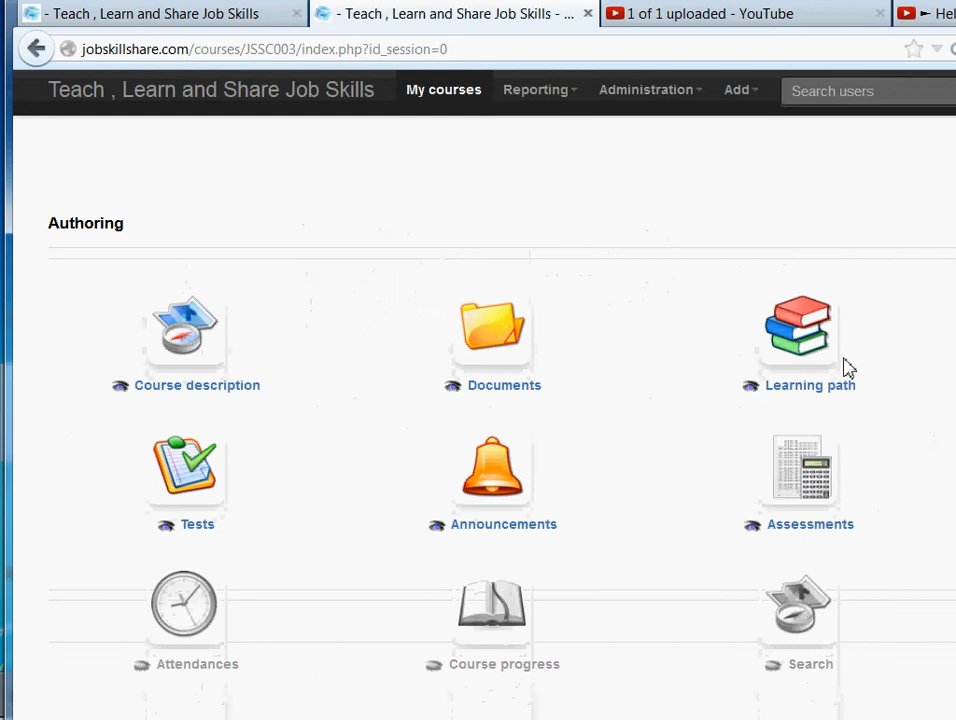 - Teach , Learn and Share Job Skills
- Teach , Learn and Share Job Skills - ...
1 of 1 uploaded - YouTube
Hel
jobskillshare.com/courses/JSSC003/index.php?id_session=0
Teach , Learn and Share Job Skills
My courses
Reporting
Administration
Add
Search users
Authoring
Course description
Documents
Learning path
Tests
Announcements
Assessments
Attendances
Course progress
Search